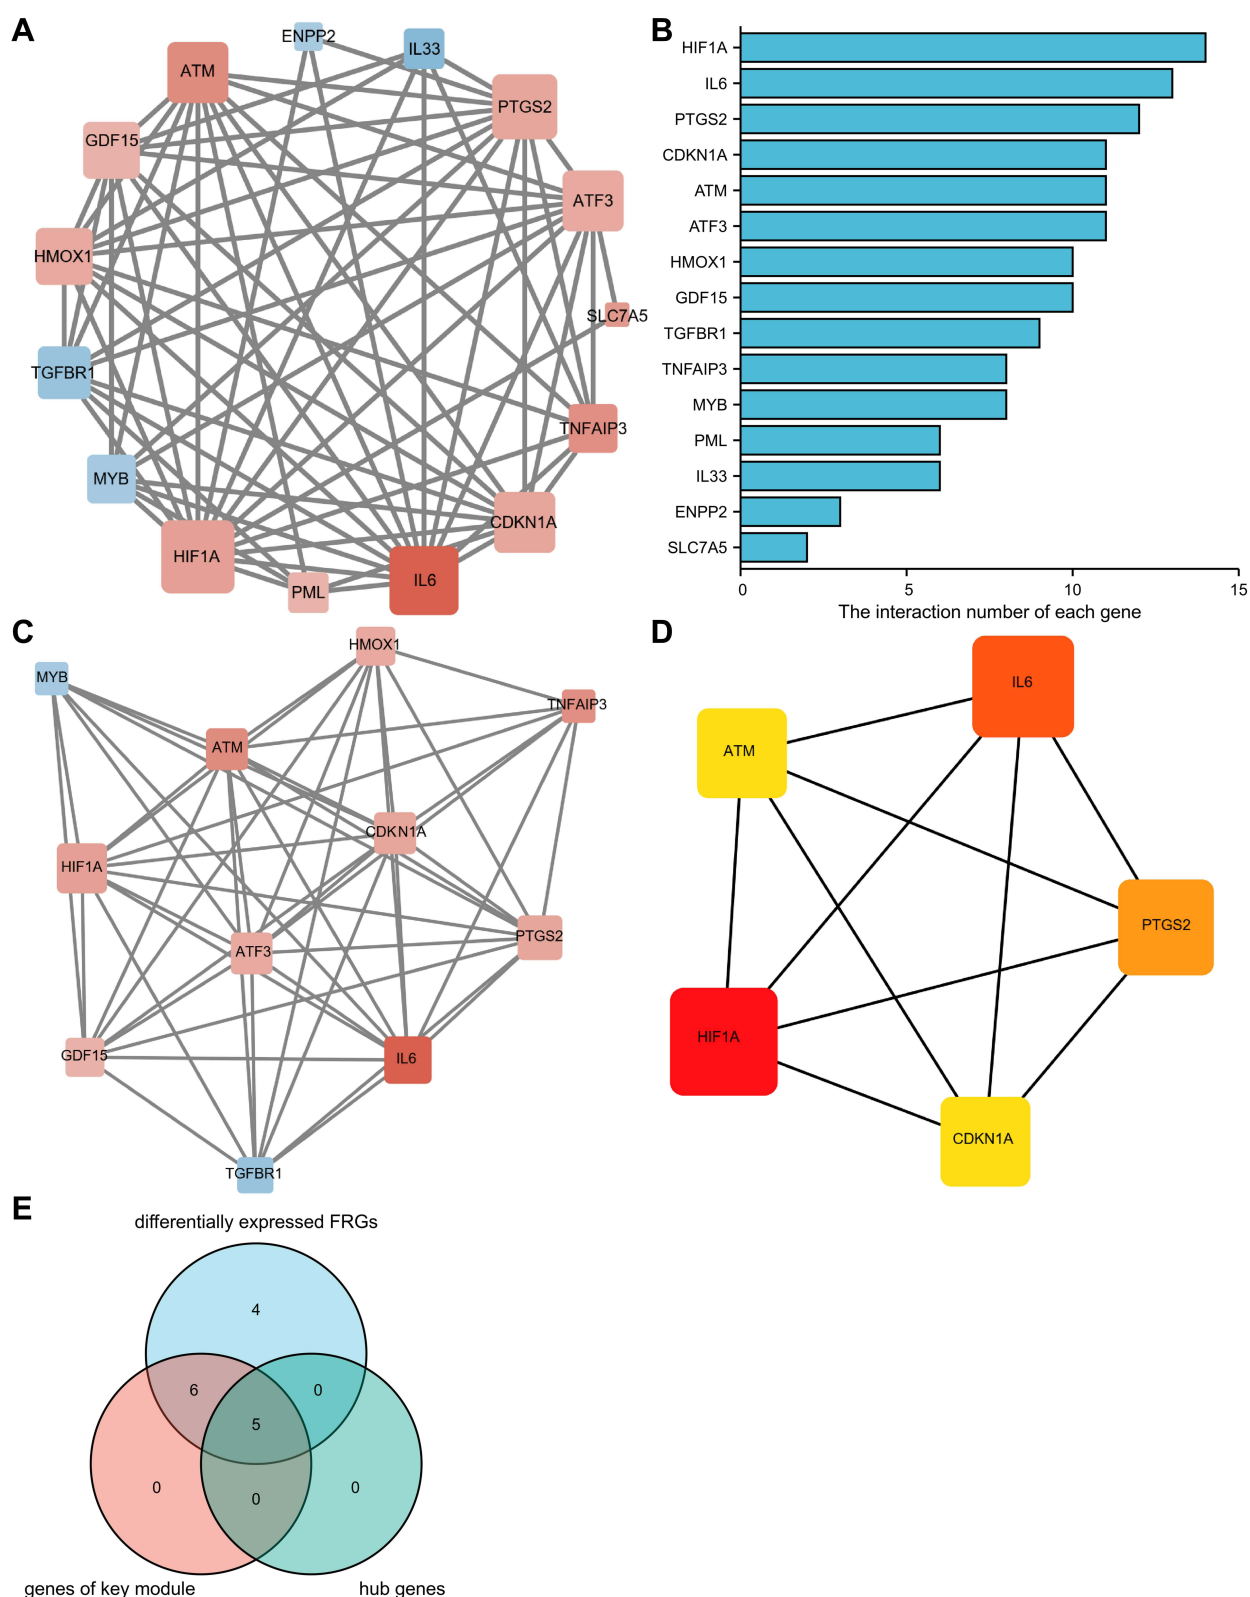 A
ENPP2
IL33
ATM
PTGS2
GDF15
ATF3
HMOX1
SLC7A5
TGFBR1
TNFAIP3
MYB
CDKN1A
HIF1A
IL6
PML
B
HIF1A
IL6
PTGS2
CDKN1A
ATM
ATF3
HMOX1
GDF15
TGFBR1
TNFAIP3
MYB
PML
IL33
ENPP2
SLC7A5
0 5 10 15
The interaction number of each gene
C
HMOX1
MYB
TNFAIP3
ATM
CDKN1A
HIF1A
PTGS2
ATF3
GDF15
IL6
TGFBR1
D
IL6
ATM
PTGS2
HIF1A
CDKN1A
E
differentially expressed FRGs
4
6
0
5
0
0
0
genes of key module
hub genes